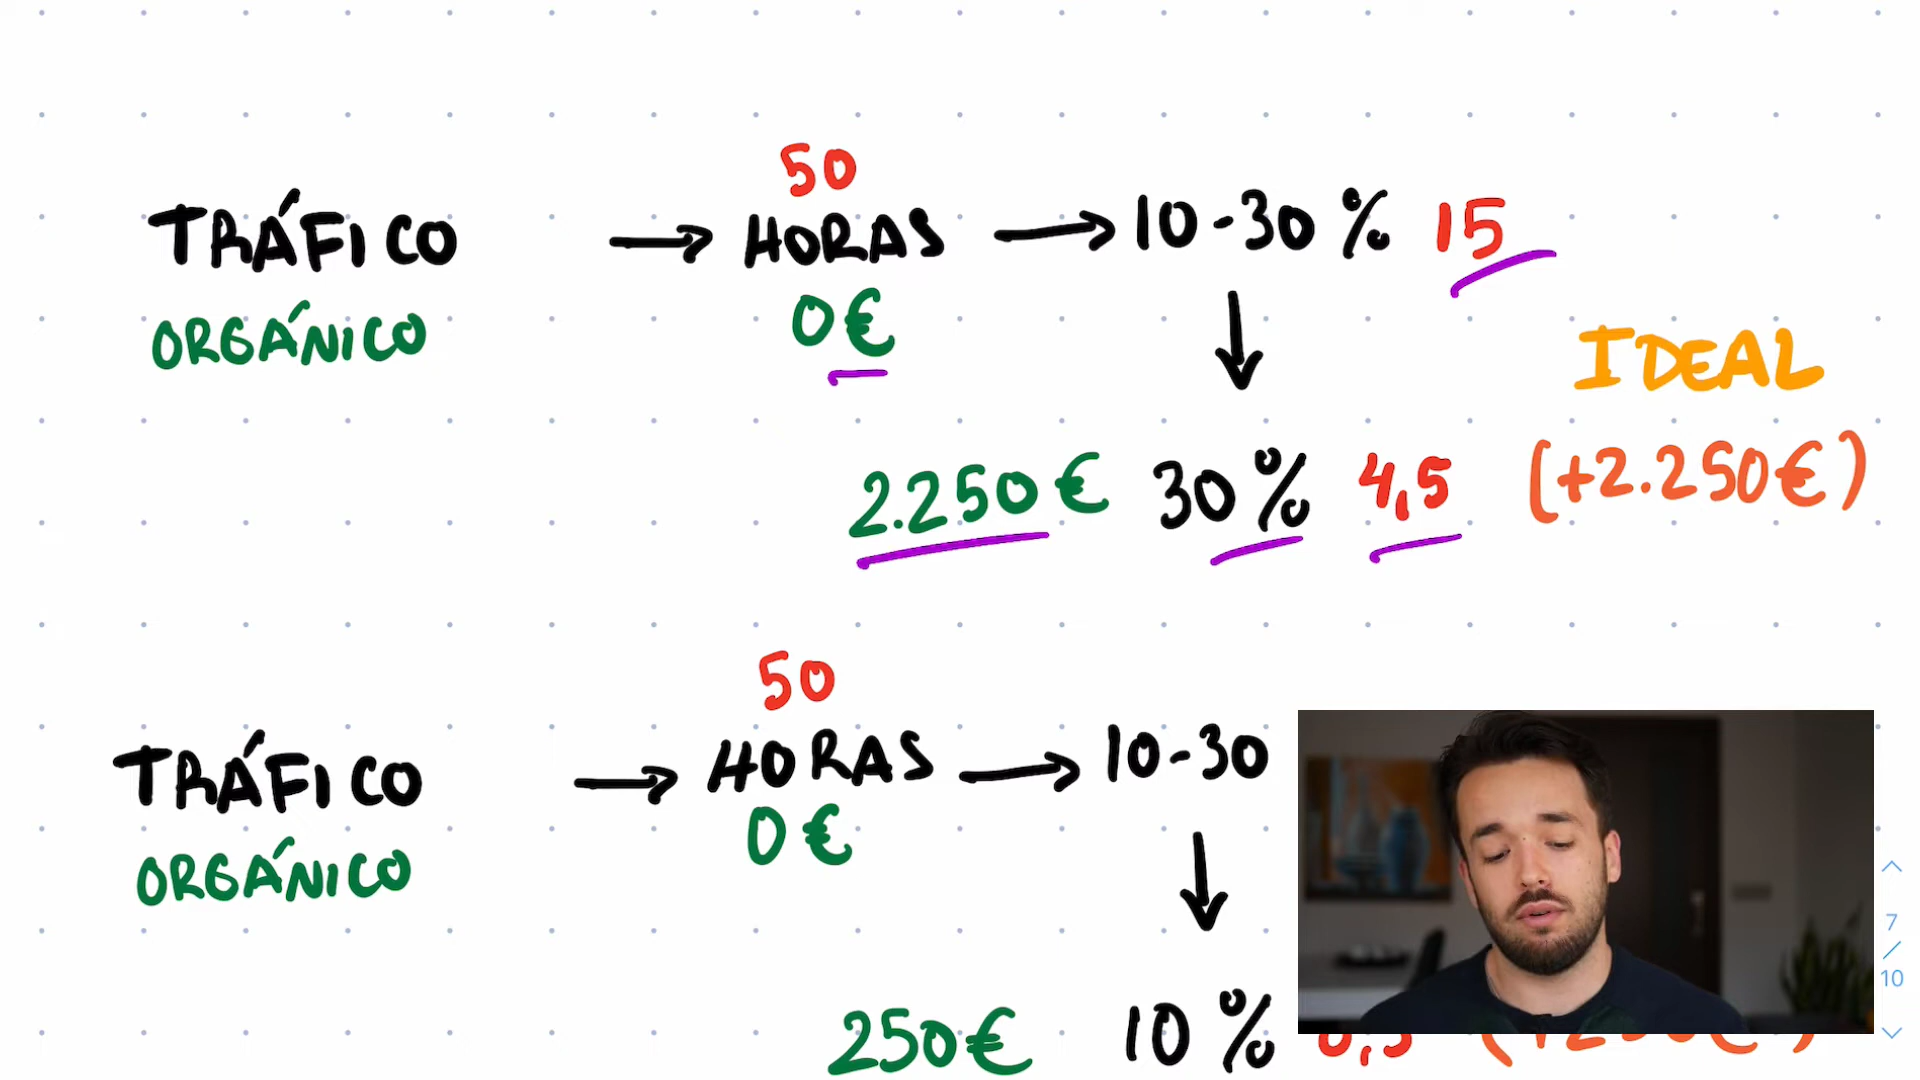 50
TRÁFICO → HORAS → 10-30 % 15
ORGÁNICO 0€
IDEAL
2.250€ 30% 4,5 (+2.250€)
50
TRÁFICO → HORAS → 10-30
ORGÁNICO 0€
250€ 10%
7
/
10